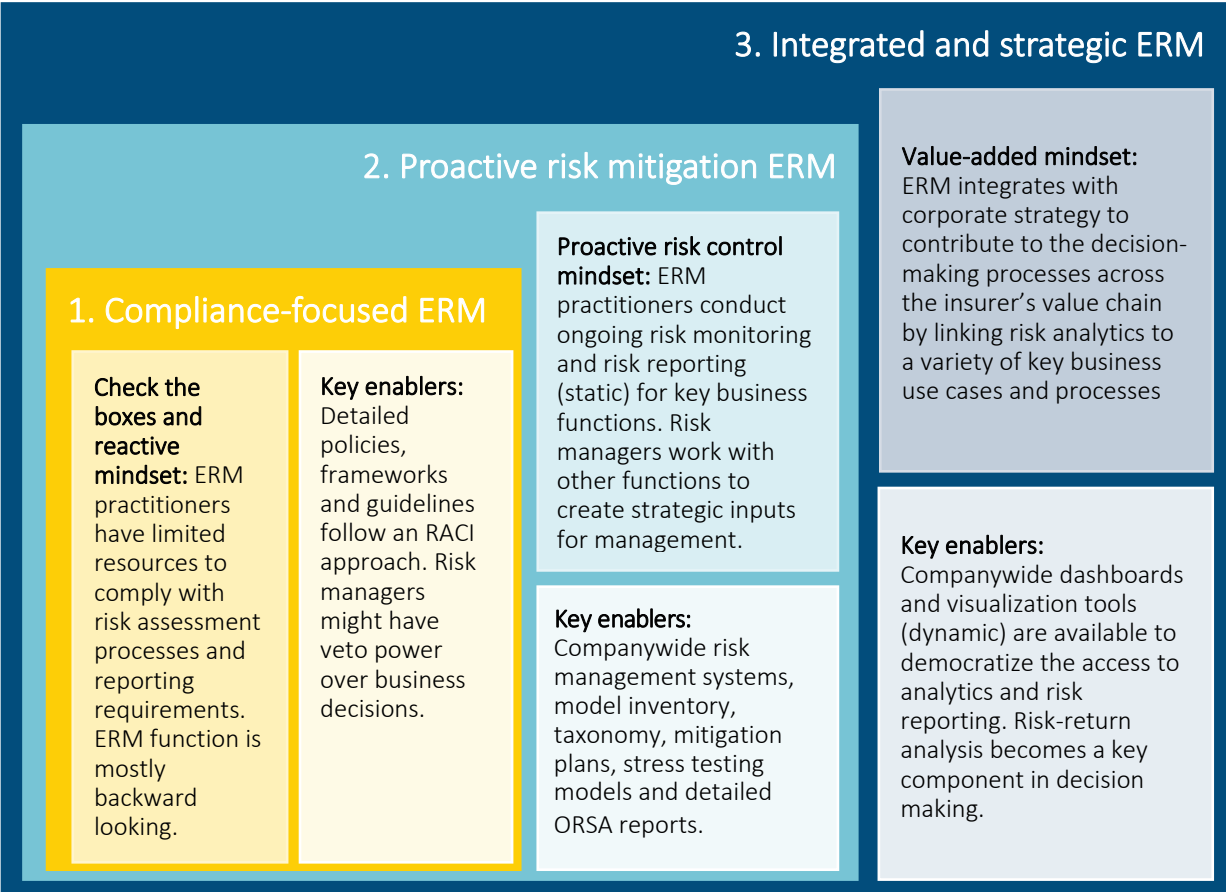 3. Integrated and strategic ERM
2. Proactive risk mitigation ERM
1. Compliance-focused ERM
Check the
boxes and
reactive
mindset: ERM
practitioners
have limited
resources to
comply with
risk assessment
processes and
reporting
requirements.
ERM function is
mostly
backward
looking.
Key enablers:
Detailed
policies,
frameworks
and guidelines
follow an RACI
approach. Risk
managers
might have
veto power
over business
decisions.
Proactive risk control
mindset: ERM
practitioners conduct
ongoing risk monitoring
and risk reporting
(static) for key business
functions. Risk
managers work with
other functions to
create strategic inputs
for management.
Key enablers:
Companywide risk
management systems,
model inventory,
taxonomy, mitigation
plans, stress testing
models and detailed
ORSA reports.
Value-added mindset:
ERM integrates with
corporate strategy to
contribute to the decision-
making processes across
the insurer’s value chain
by linking risk analytics to
a variety of key business
use cases and processes
Key enablers:
Companywide dashboards
and visualization tools
(dynamic) are available to
democratize the access to
analytics and risk
reporting. Risk-return
analysis becomes a key
component in decision
making.